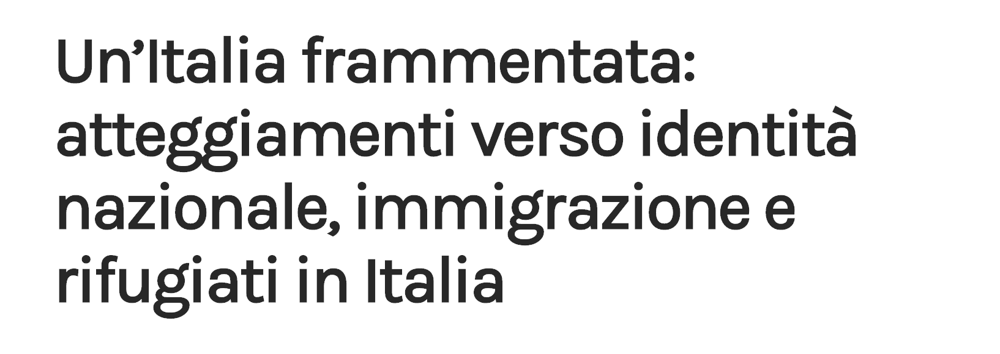 Un’Italia frammentata:
atteggiamenti verso identità
nazionale, immigrazione e
rifugiati in Italia